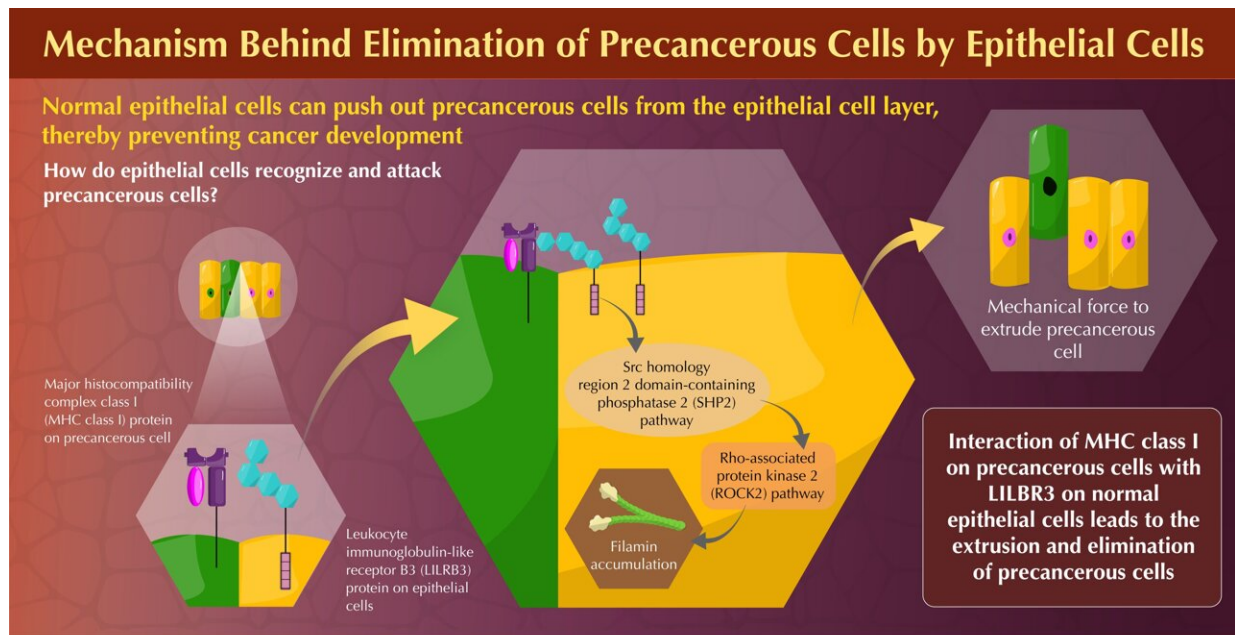 Mechanism Behind Elimination of Precancerous Cells by Epithelial Cells
Normal epithelial cells can push out precancerous cells from the epithelial cell layer,
thereby preventing cancer development
How do epithelial cells recognize and attack
precancerous cells?
Major histocompatibility
complex class I
(MHC class I) protein
on precancerous cell
Leukocyte
immunoglobulin-like
receptor B3 (LILRB3)
protein on epithelial
cells
Src homology
region 2 domain-containing
phosphatase 2 (SHP2)
pathway
Rho-associated
protein kinase 2
(ROCK2) pathway
Filamin
accumulation
Mechanical force to
extrude precancerous
cell
Interaction of MHC class I
on precancerous cells with
LILBR3 on normal
epithelial cells leads to the
extrusion and elimination
of precancerous cells